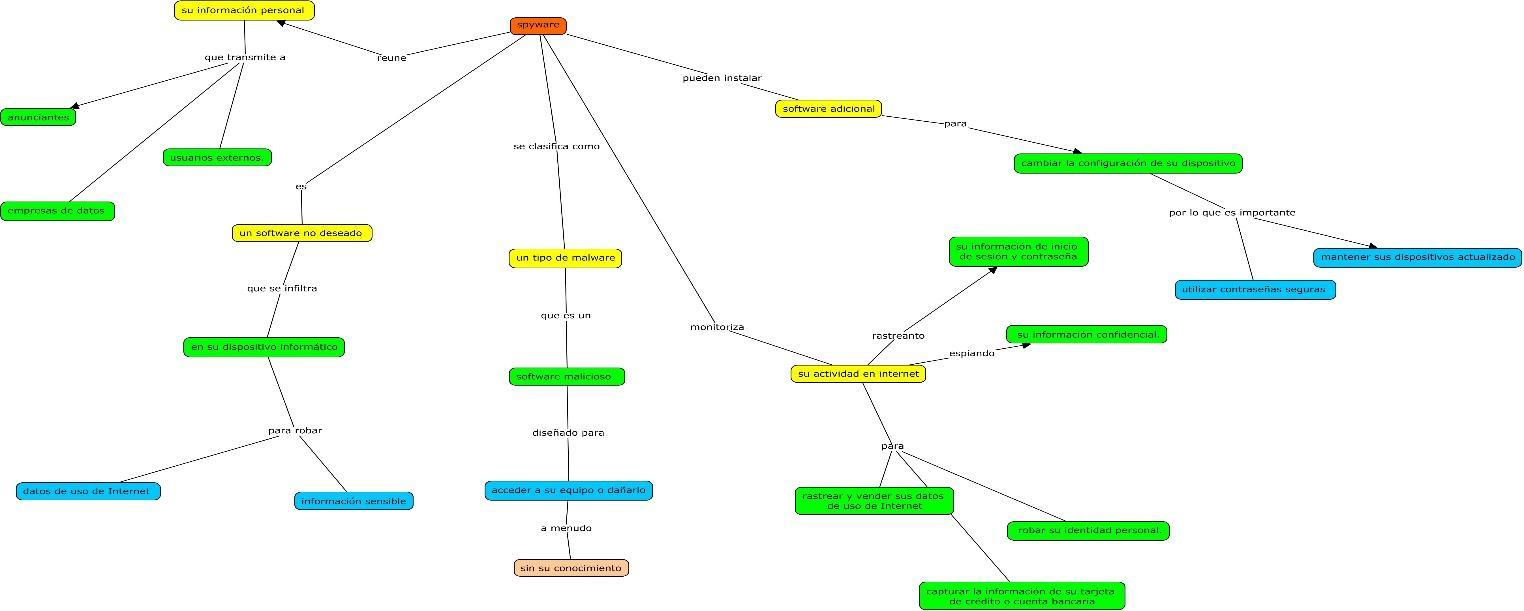 su información personal
spyware
que transmite a
reune
pueden instalar
anunciantes
software adicional
para
se clasifica como
usuarios externos.
cambiar la configuración de su dispositivo
es
empresas de datos
por lo que es importante
un software no deseado
su informacion de inicio
de sesión y contraseña
un tipo de malware
mantener sus dispositivos actualizado
que se infiltra
utilizar contraseñas seguras
que es un
monitoriza
rastreanto
su información confidencial.
en su dispositivo informático
espiando
software malicioso
su actividad en internet
para robar
diseñado para
para
datos de uso de Internet
información sensible
acceder a su equipo o dañarlo
rastrear y vender sus datos
de uso de Internet
a menudo
robar su identidad personal.
sin su conocimiento
capturar la información de su tarjeta
de crédito o cuenta bancaria